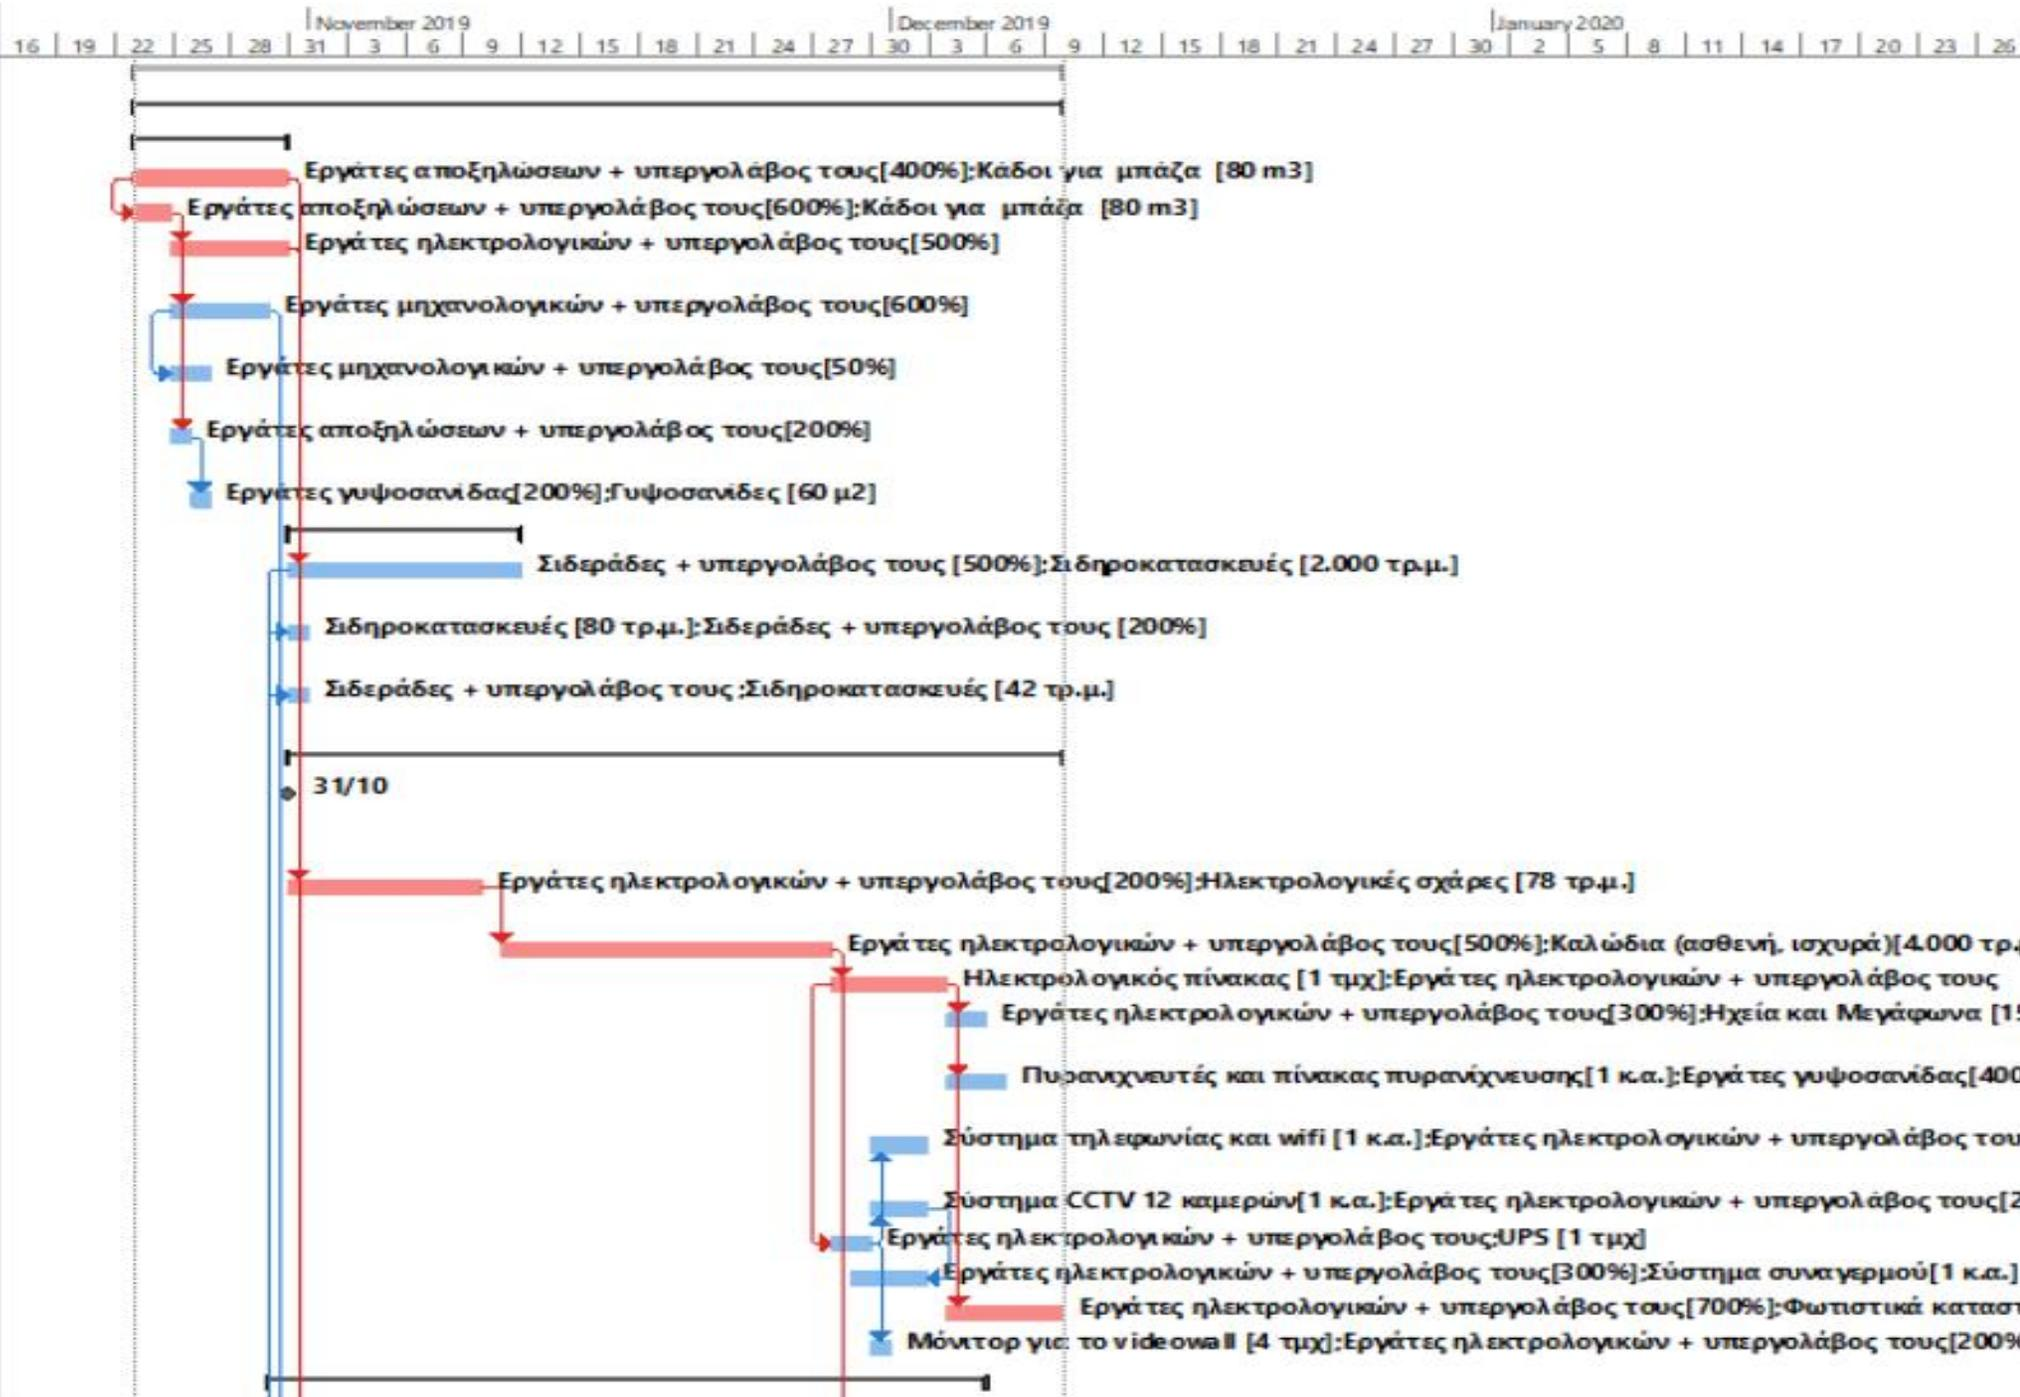 November 2019 December 2019 January 2020
16 19 22 25 28 31 3 6 9 12 15 18 21 24 27 30 3 6 9 12 15 18 21 24 27 30 2 5 8 11 14 17 20 23 26
Εργάτες αποξηλώσεων + υπεργολάβος τους[400%];Κάδοι για μπάζα [80 m3]
Εργάτες αποξηλώσεων + υπεργολάβος τους[600%];Κάδοι για μπάζα [80 m3]
Εργάτες ηλεκτρολογικών + υπεργολάβος τους[500%]
Εργάτες μηχανολογικών + υπεργολάβος τους[600%]
Εργάτες μηχανολογικών + υπεργολάβος τους[50%]
Εργάτες αποξηλώσεων + υπεργολάβος τους[200%]
Εργάτες γυψοσανίδας[200%];Γυψοσανίδες [60 μ2]
Σιδεράδες + υπεργολάβος τους [500%];Σιδηροκατασκευές [2.000 τρ.μ.]
Σιδηροκατασκευές [80 τρ.μ.];Σιδεράδες + υπεργολάβος τους [200%]
Σιδεράδες + υπεργολάβος τους ;Σιδηροκατασκευές [42 τρ.μ.]
31/10
Εργάτες ηλεκτρολογικών + υπεργολάβος τους[200%];Ηλεκτρολογικές σχάρες [78 τρ.μ.]
Εργάτες ηλεκτρολογικών + υπεργολάβος τους[500%];Καλώδια (ασθενή, ισχυρά)[4.000 τρ.
Ηλεκτρολογικός πίνακας [1 τμχ];Εργάτες ηλεκτρολογικών + υπεργολάβος τους
Εργάτες ηλεκτρολογικών + υπεργολάβος τους[300%];Ηχεία και Μεγάφωνα [1
Πυρανιχνευτές και πίνακας πυρανίχνευσης[1 κ.α.];Εργάτες γυψοσανίδας[400
Σύστημα τηλεφωνίας και wifi [1 κ.α.];Εργάτες ηλεκτρολογικών + υπεργολάβος του
Σύστημα CCTV 12 καμερών[1 κ.α.];Εργάτες ηλεκτρολογικών + υπεργολάβος τους[2
Εργάτες ηλεκτρολογικών + υπεργολάβος τους;UPS [1 τμχ]
Εργάτες ηλεκτρολογικών + υπεργολάβος τους[300%];Σύστημα συναγερμού[1 κ.α.]
Εργάτες ηλεκτρολογικών + υπεργολάβος τους[700%];Φωτιστικά κατασ
Μόνιτορ για το videowall [4 τμχ];Εργάτες ηλεκτρολογικών + υπεργολάβος τους[200%